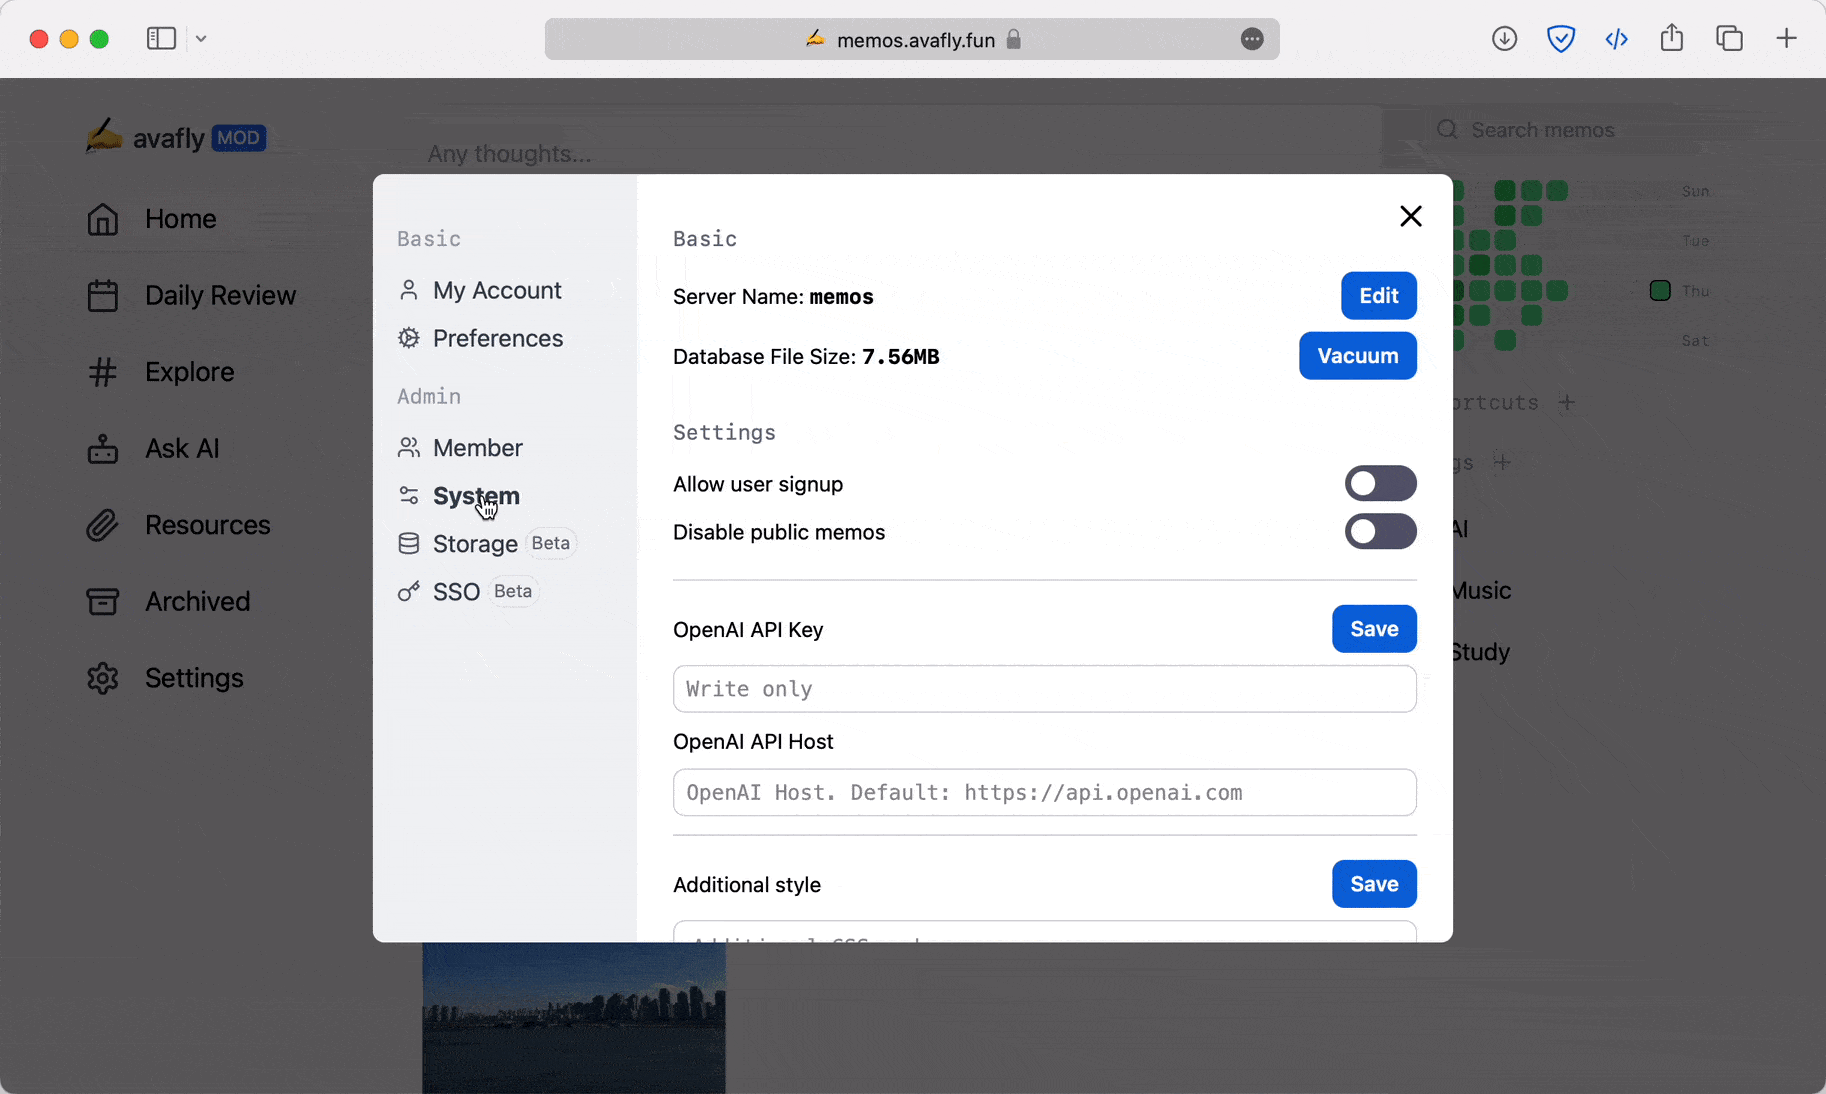 memos.avafly.fun
avafly MOD
Any thoughts...
Search memos
Home
Daily Review
Explore
Ask AI
Resources
Archived
Settings
Basic
My Account
Preferences
Admin
Member
System
Storage Beta
SSO Beta
Basic
Server Name: memos
Edit
Database File Size: 7.56MB
Vacuum
Settings
Allow user signup
Disable public memos
OpenAI API Key
Save
Write only
OpenAI API Host
OpenAI Host. Default: https://api.openai.com
Additional style
Save
Sun
Tue
Thu
Sat
ortcuts +
gs +
AI
Music
Study